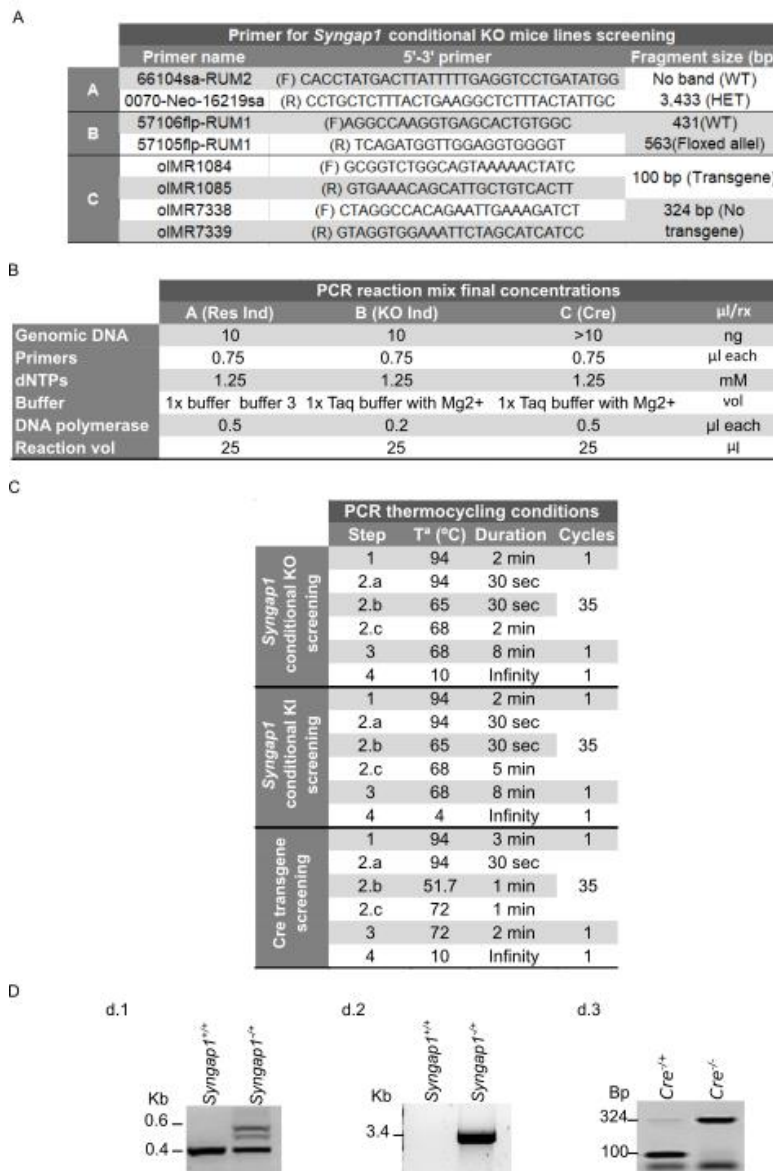 A
Primer for Syngap1 conditional KO mice lines screening
Primer name 5'-3' primer Fragment size (bp)
A
66104sa-RUM2 (F) CACCTATGACTTATTTTTGAGGTCCTGATATGG No band (WT)
0070-Neo-16219sa (R) CCTGCTCTTTACTGAAGGCTCTTTACTATTGC 3,433 (HET)
B
57106flp-RUM1 (F)AGGCCAAGGTGAGCACTGTGGC 431(WT)
57105flp-RUM1 (R) TCAGATGGTTGGAGGTGGGGT 563(Floxed allel)
C
olMR1084 (F) GCGGTCTGGCAGTAAAAACTATC
100 bp (Transgene)
olMR1085 (R) GTGAAACAGCATTGCTGTCACTT
olMR7338 (F) CTAGGCCACAGAATTGAAAGATCT 324 bp (No
olMR7339 (R) GTAGGTGGAAATTCTAGCATCATCC transgene)
B
PCR reaction mix final concentrations
A (Res Ind) B (KO Ind) C (Cre) µl/rx
Genomic DNA 10 10 >10 ng
Primers 0.75 0.75 0.75 µl each
dNTPs 1.25 1.25 1.25 mM
Buffer 1x buffer buffer 3 1x Taq buffer with Mg2+ 1x Taq buffer with Mg2+ vol
DNA polymerase 0.5 0.2 0.5 µl each
Reaction vol 25 25 25 µl
C
PCR thermocycling conditions
Step Tª (ºC) Duration Cycles
Syngap1
conditional KO
screening
1 94 2 min 1
2.a 94 30 sec
2.b 65 30 sec 35
2.c 68 2 min
3 68 8 min 1
4 10 Infinity 1
Syngap1
conditional KI
screening
1 94 2 min 1
2.a 94 30 sec
2.b 65 30 sec 35
2.c 68 5 min
3 68 8 min 1
4 4 Infinity 1
Cre transgene
screening
1 94 3 min 1
2.a 94 30 sec
2.b 51.7 1 min 35
2.c 72 1 min
3 72 2 min 1
4 10 Infinity 1
D
d.1
Syngap1+/+
Syngap1-/+
Kb
0.6
0.4
d.2
Syngap1+/+
Syngap1-/+
Kb
3.4
d.3
Cre-/+
Cre-/-
Bp
324
100